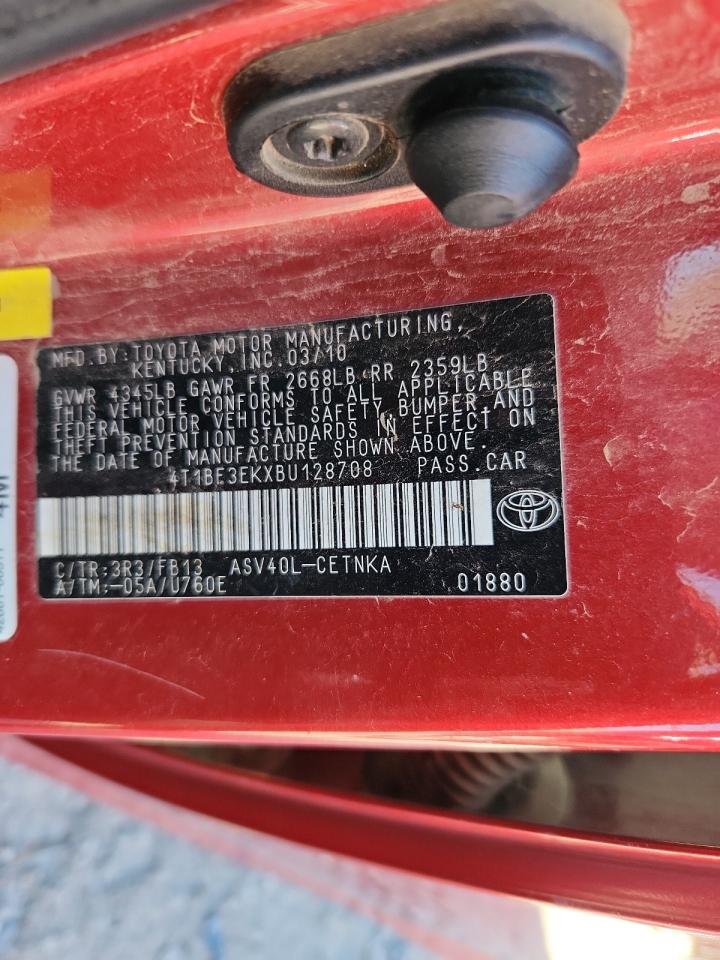 MFD. BY: TOYOTA MOTOR MANUFACTURING,
KENTUCKY, INC. 03/10
GVWR 4345LB GAWR FR 2668LB RR 2359LB
THIS VEHICLE CONFORMS TO ALL APPLICABLE
FEDERAL MOTOR VEHICLE SAFETY, BUMPER, AND
THEFT PREVENTION STANDARDS IN EFFECT ON
THE DATE OF MANUFACTURE SHOWN ABOVE.
4T1BE3EKXBU128708 PASS. CAR
C/TR: 3R3/FB13 ASV40L-CETNKA
A/TM: -05A/U760E 01880
4M